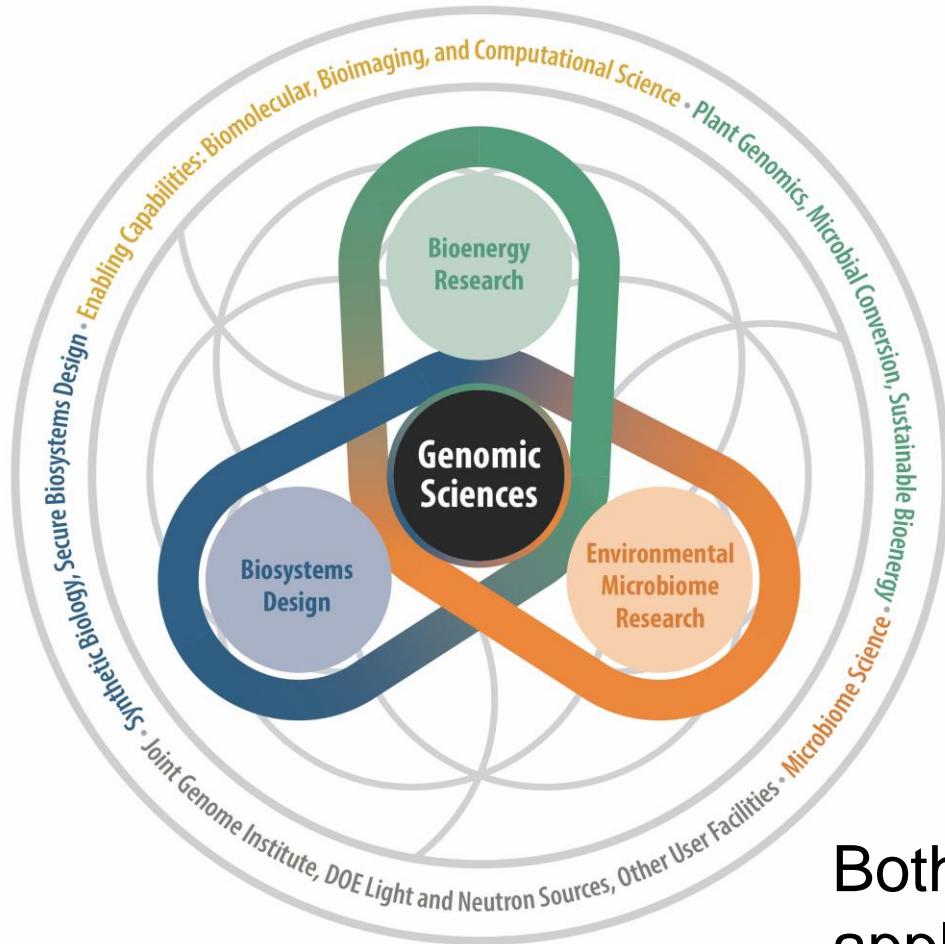 Enabling Capabilities: Biomolecular, Bioimaging, and Computational Science • Plant Genomics, Microbial Conversion, Sustainable Bioenergy • Microbiome Science •
Synthetic Biology, Secure Biosystems Design •
Joint Genome Institute, DOE Light and Neutron Sources, Other User Facilities •
Bioenergy
Research
Genomic
Sciences
Biosystems
Design
Environmental
Microbiome
Research
Both